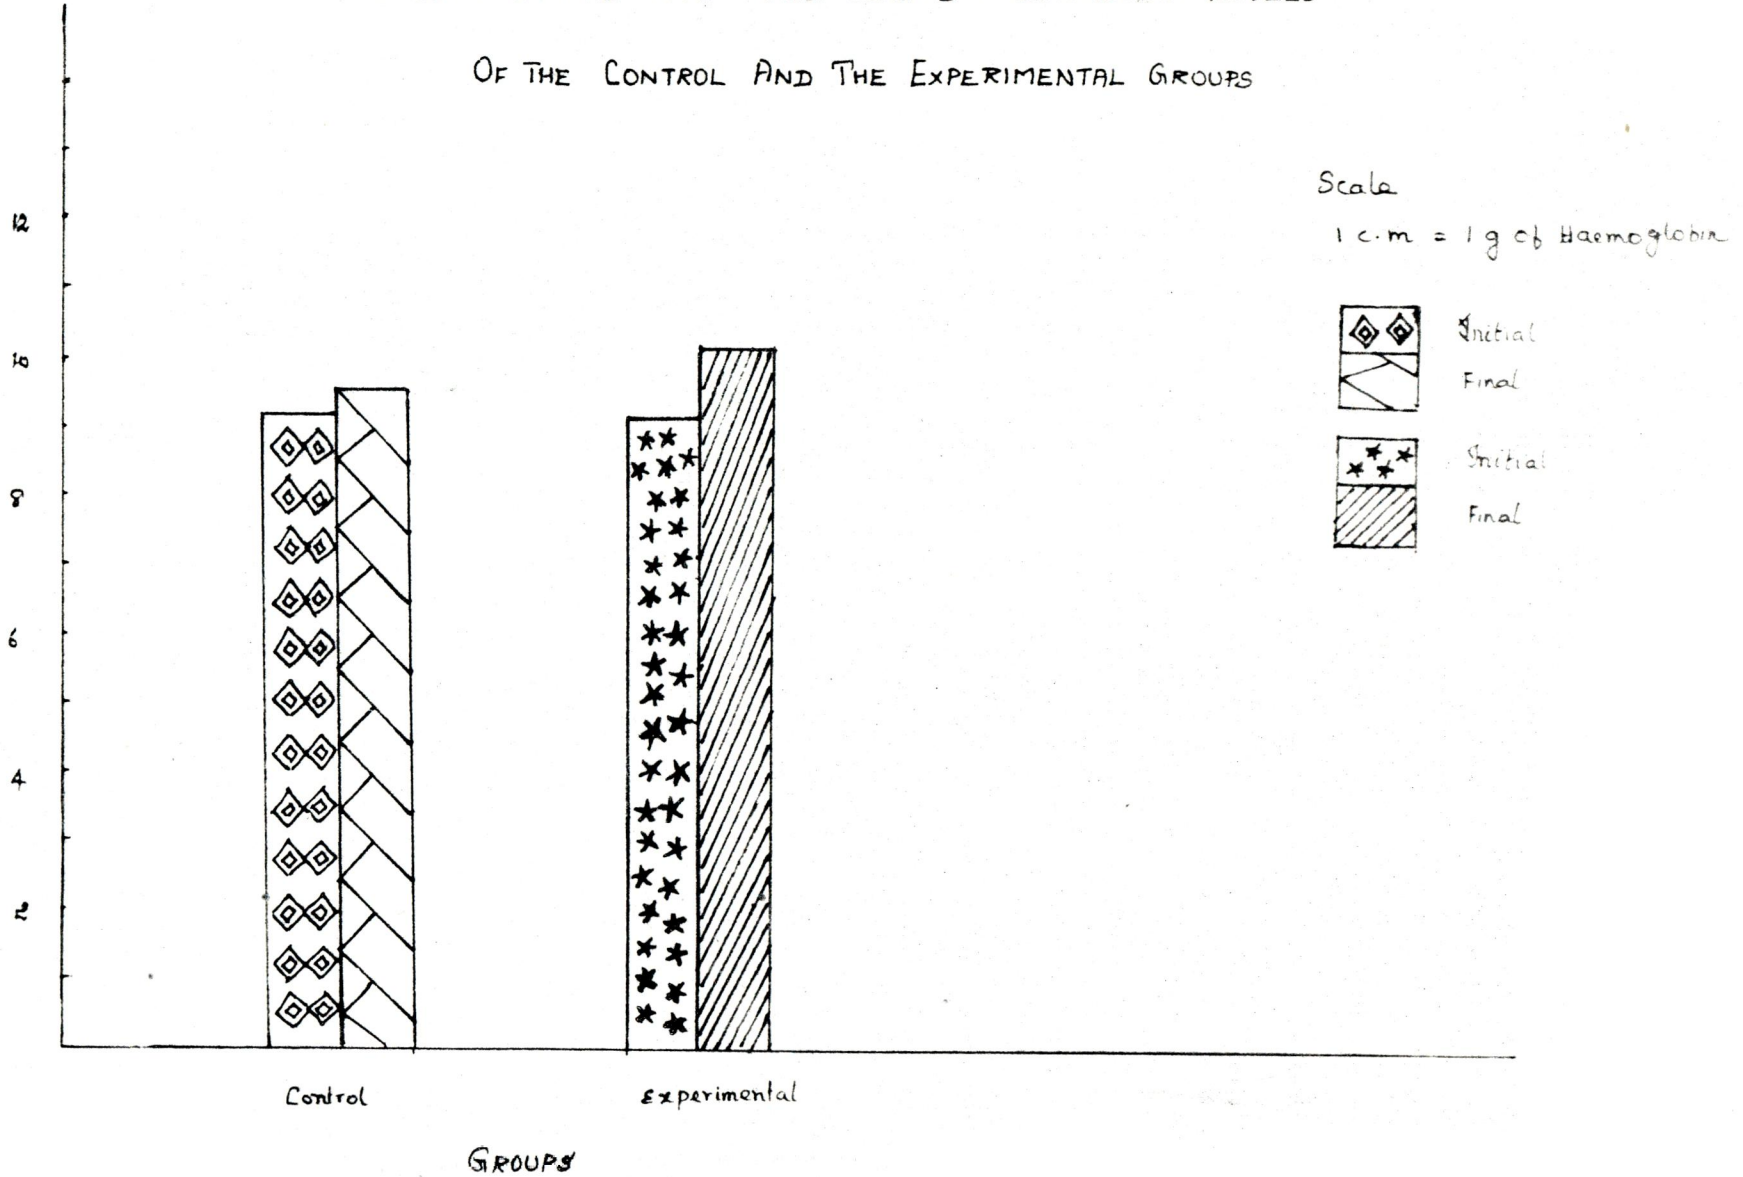 OF THE CONTROL AND THE EXPERIMENTAL GROUPS
Scale
1 c.m = 1 g of Haemoglobin
Initial
Final
Initial
Final
12
10
8
6
4
2
Control Experimental
GROUPS